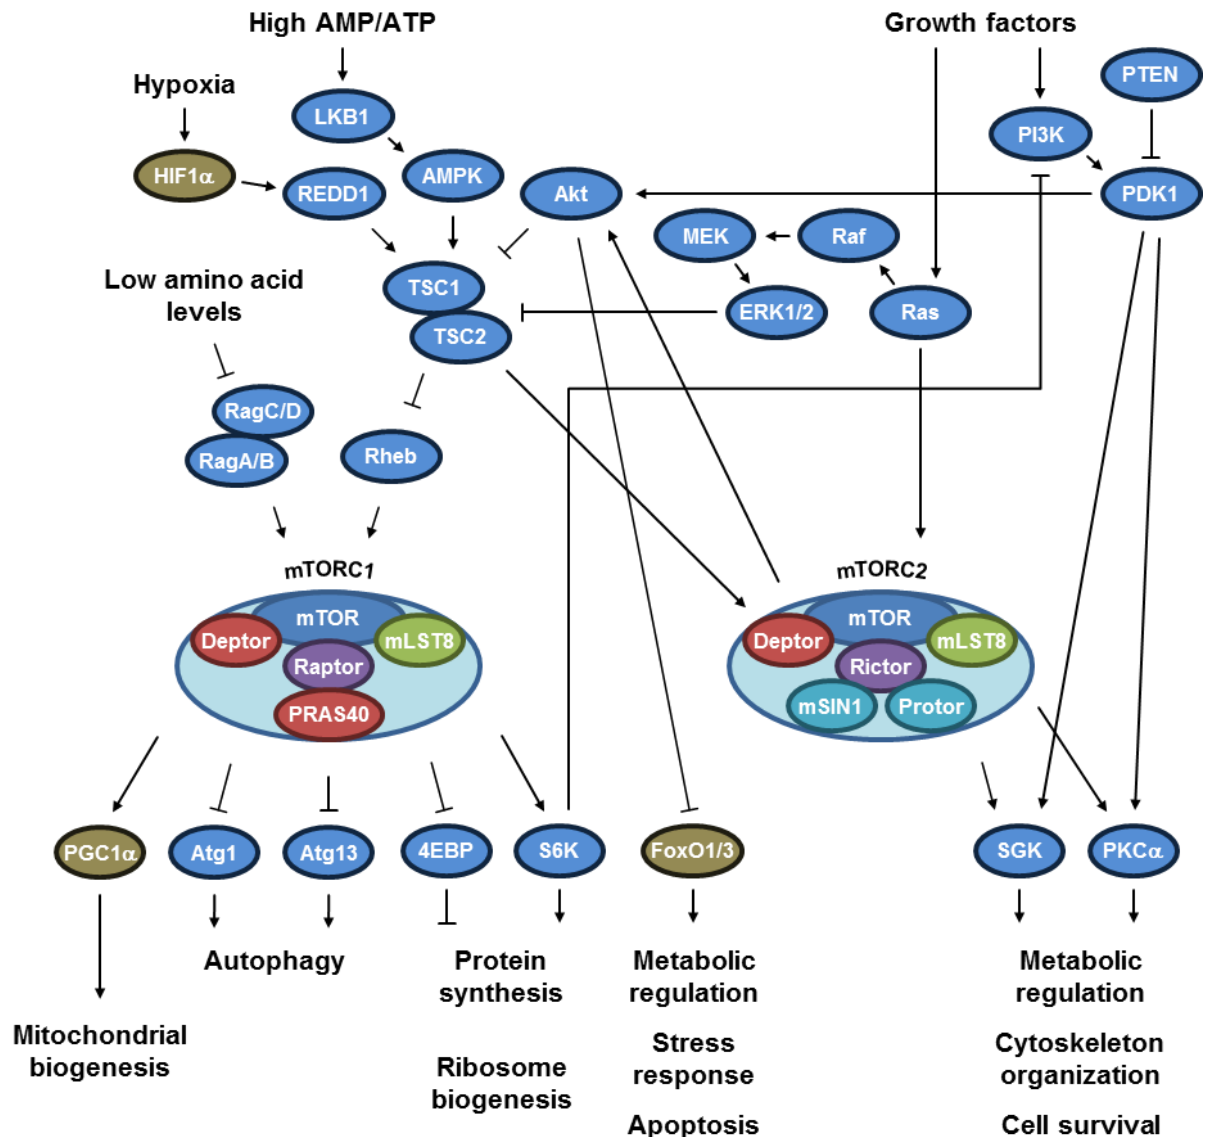 High AMP/ATP
Growth factors
Hypoxia
PTEN
LKB1
PI3K
HIF1α
REDD1
AMPK
Akt
PDK1
MEK
Raf
Low amino acid
levels
TSC1
TSC2
ERK1/2
Ras
RagC/D
RagA/B
Rheb
mTORC1
mTOR
Deptor
mLST8
Raptor
PRAS40
mTORC2
mTOR
Deptor
mLST8
Rictor
mSIN1
Protor
PGC1α
Atg1
Atg13
4EBP
S6K
FoxO1/3
SGK
PKCα
Autophagy
Protein
synthesis
Metabolic
regulation
Metabolic
regulation
Mitochondrial
biogenesis
Ribosome
biogenesis
Stress
response
Cytoskeleton
organization
Apoptosis
Cell survival